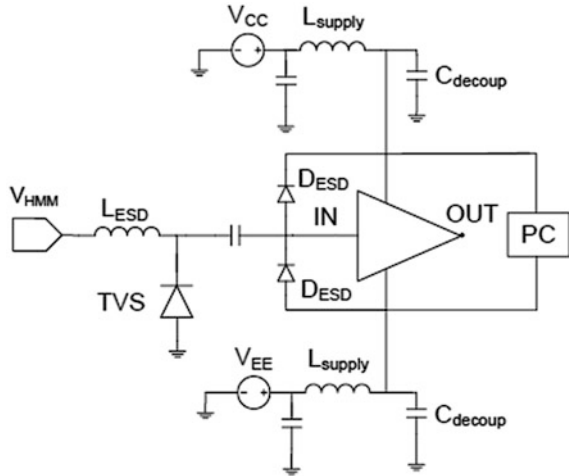 VCC
Lsupply
Cdecoup
VHMM
LESD
DESD
IN
OUT
PC
TVS
DESD
VEE
Lsupply
Cdecoup